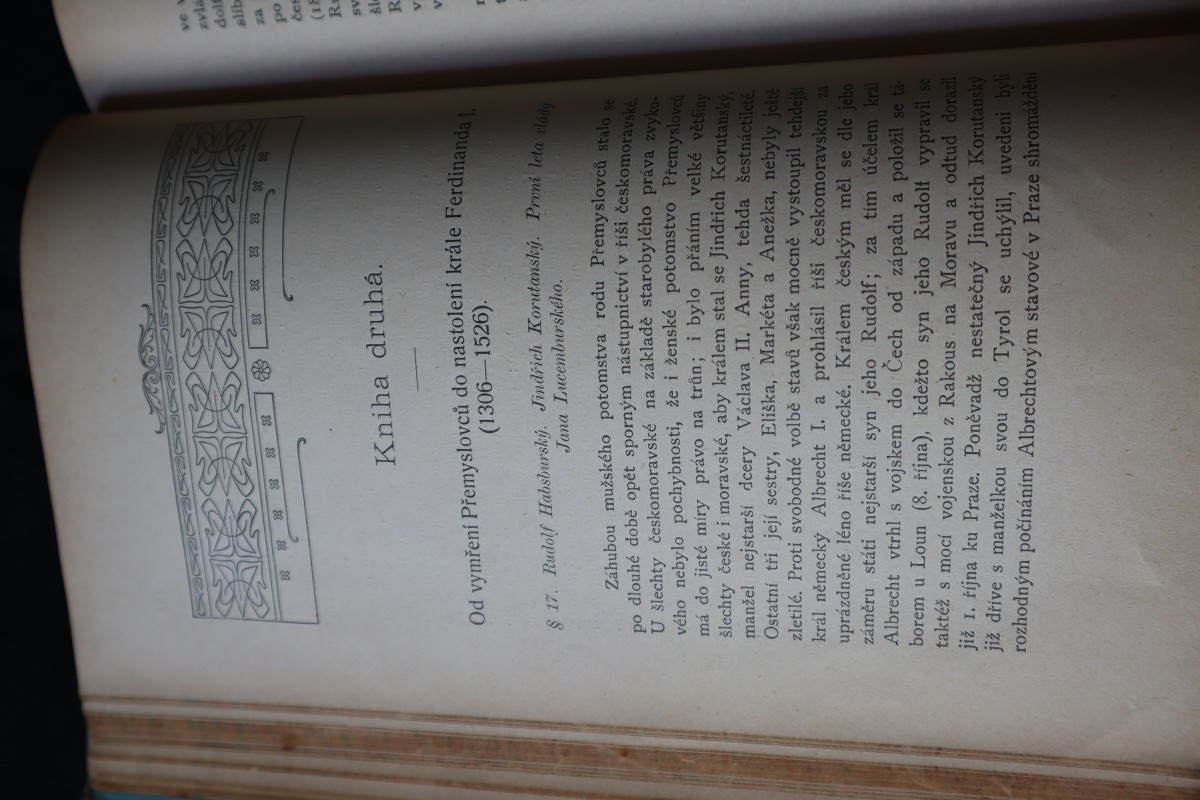 Kniha druhá.
Od vymření Přemyslovců do nastolení krále Ferdinanda I.
(1306—1526).
§ 17. Rudolf Habsburský. Jindřich Korutanský. První leta vlády
Jana Lucemburského.
Záhubou mužského potomstva rodu Přemyslovců stalo se
po dlouhé době opět sporným nástupnictví v říši českomoravské.
U šlechty českomoravské na základě starobylého práva zvyko-
vého nebylo pochybnosti, že i ženské potomstvo Přemyslovců
má do jisté míry právo na trůn; i bylo přáním velké většiny
šlechty české i moravské, aby králem stal se Jindřich Korutanský,
manžel nejstarší dcery Václava II. Anny, tehda šestnáctileté.
Ostatní tři její sestry, Eliška, Markéta a Anežka, nebyly ještě
zletilé. Proti svobodné volbě stavů však mocně vystoupil tehdejší
král německý Albrecht I. a prohlásil říši českomoravskou za
uprázdněné léno říše německé. Králem českým měl se dle jeho
záměru státi nejstarší syn jeho Rudolf; za tím účelem král
Albrecht vtrhl s vojskem do Čech od západu a položil se tá-
borem u Loun (8. října), kdežto syn jeho Rudolf vypravil se
taktéž s mocí vojenskou z Rakous na Moravu a odtud dorazil
již 1. října ku Praze. Poněvadž nestatečný Jindřich Korutanský
již dříve s manželkou svou do Tyrol se uchýlil, uvedeni byli
rozhodným počínáním Albrechtovým stavové v Praze shromáždění